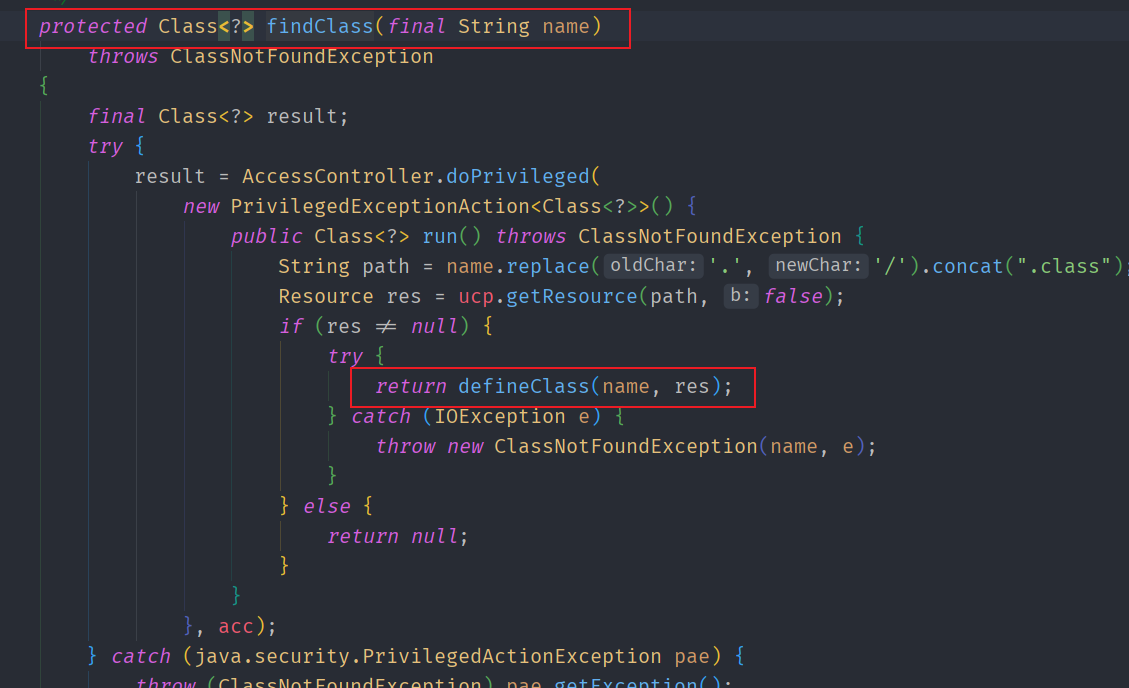 protected Class<?> findClass(final String name)
throws ClassNotFoundException
{
final Class<?> result;
try {
result = AccessController.doPrivileged(
new PrivilegedExceptionAction<Class<?>>() {
public Class<?> run() throws ClassNotFoundException {
String path = name.replace( oldChar: '.', newChar: '/').concat(".class");
Resource res = ucp.getResource(path, b: false);
if (res ≠ null) {
try {
return defineClass(name, res);
} catch (IOException e) {
throw new ClassNotFoundException(name, e);
}
} else {
return null;
}
}
}, acc);
} catch (java.security.PrivilegedActionException pae) {
throw (ClassNotFoundException) pae.getException();